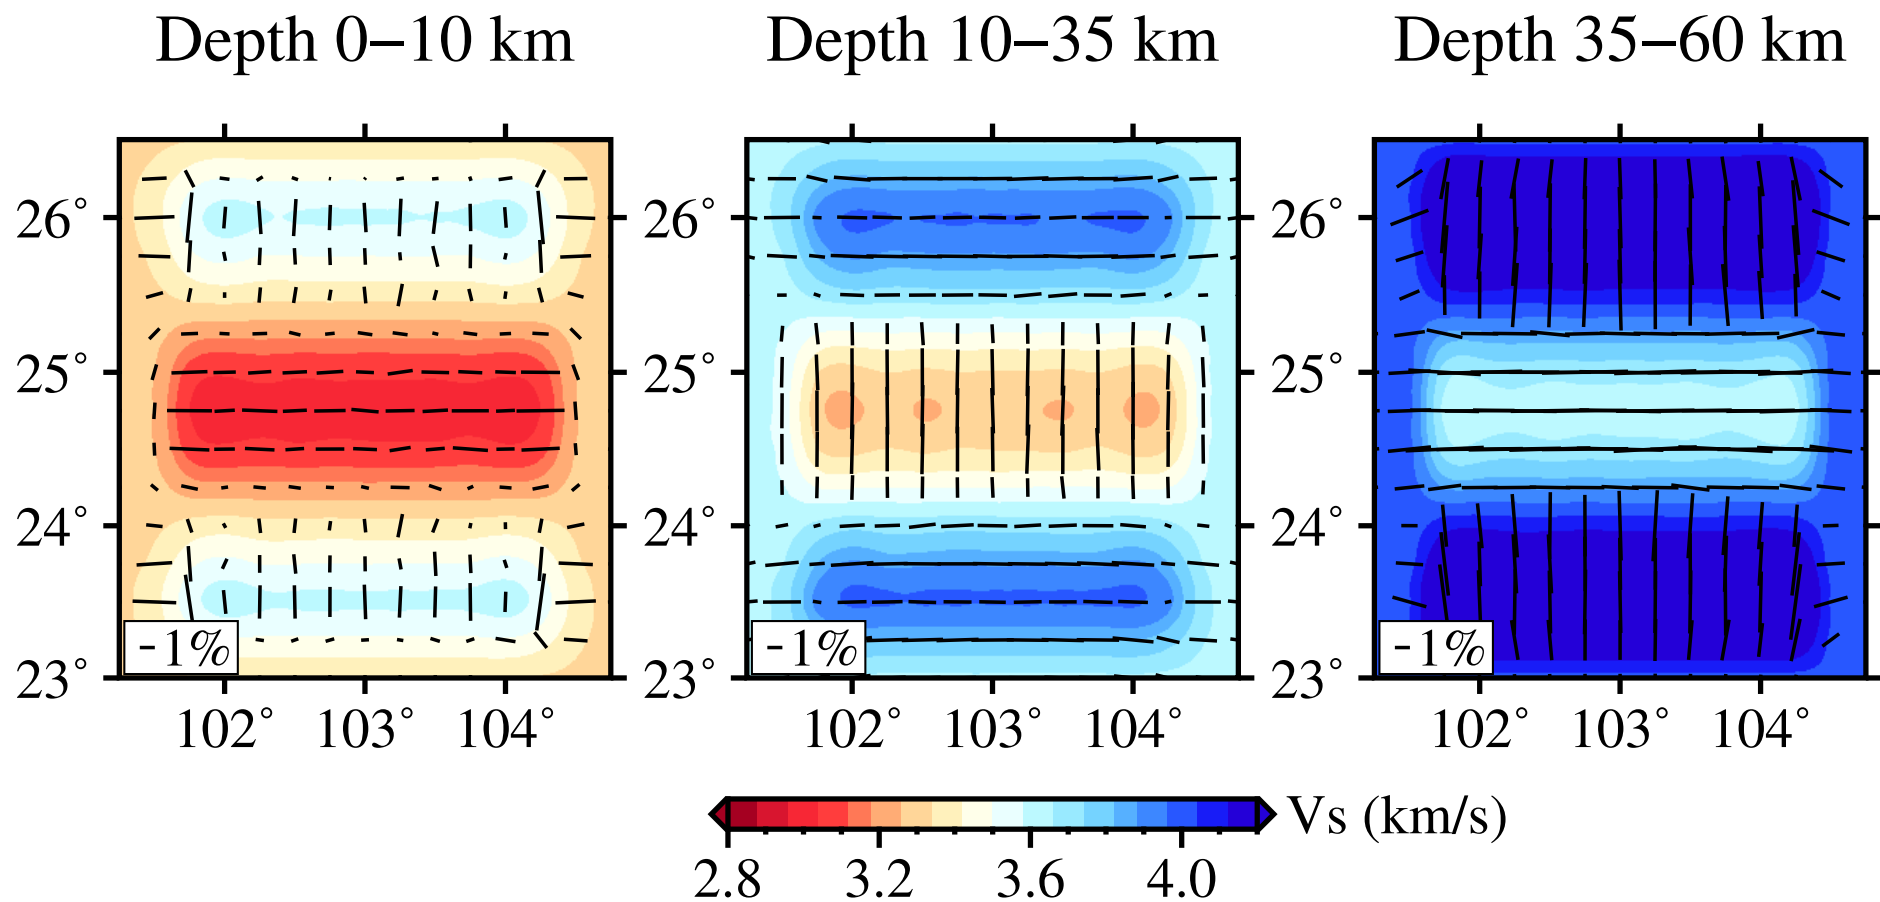 Depth 0–10 km Depth 10–35 km Depth 35–60 km
26° 26° 26°
25° 25° 25°
24° 24° 24°
-1% -1% -1%
23° 23° 23°
102° 103° 104° 102° 103° 104° 102° 103° 104°
Vs (km/s)
2.8 3.2 3.6 4.0